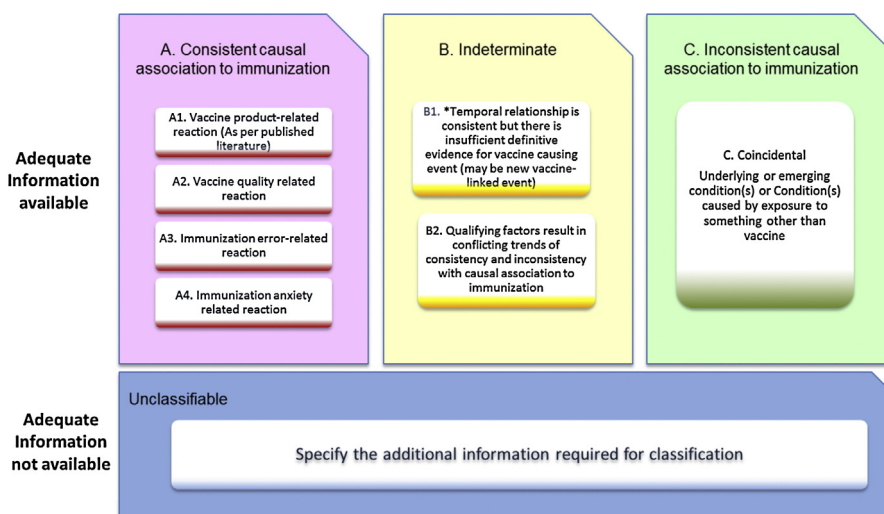 A. Consistent causal
association to immunization
B. Indeterminate
C. Inconsistent causal
association to immunization
Adequate
Information
available
A1. Vaccine product-related
reaction (As per published
literature)
A2. Vaccine quality related
reaction
A3. Immunization error-related
reaction
A4. Immunization anxiety
related reaction
B1. *Temporal relationship is
consistent but there is
insufficient definitive
evidence for vaccine causing
event (may be new vaccine-
linked event)
B2. Qualifying factors result in
conflicting trends of
consistency and inconsistency
with causal association to
immunization
C. Coincidental
Underlying or emerging
condition(s) or Condition(s)
caused by exposure to
something other than
vaccine
Adequate
Information
not available
Unclassifiable
Specify the additional information required for classification